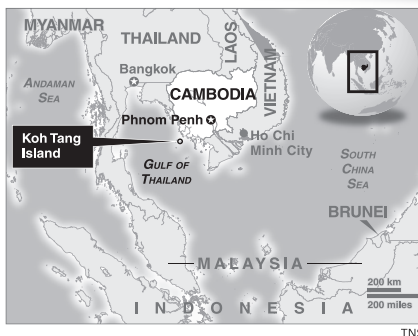 MYANMAR
THAILAND
LAOS
VIETNAM
ANDAMAN
SEA
Bangkok
CAMBODIA
Phnom Penh
Koh Tang
Island
Ho Chi
Minh City
GULF OF
THAILAND
SOUTH
CHINA
SEA
BRUNEI
MALAYSIA
200 km
200 miles
INDONESIA